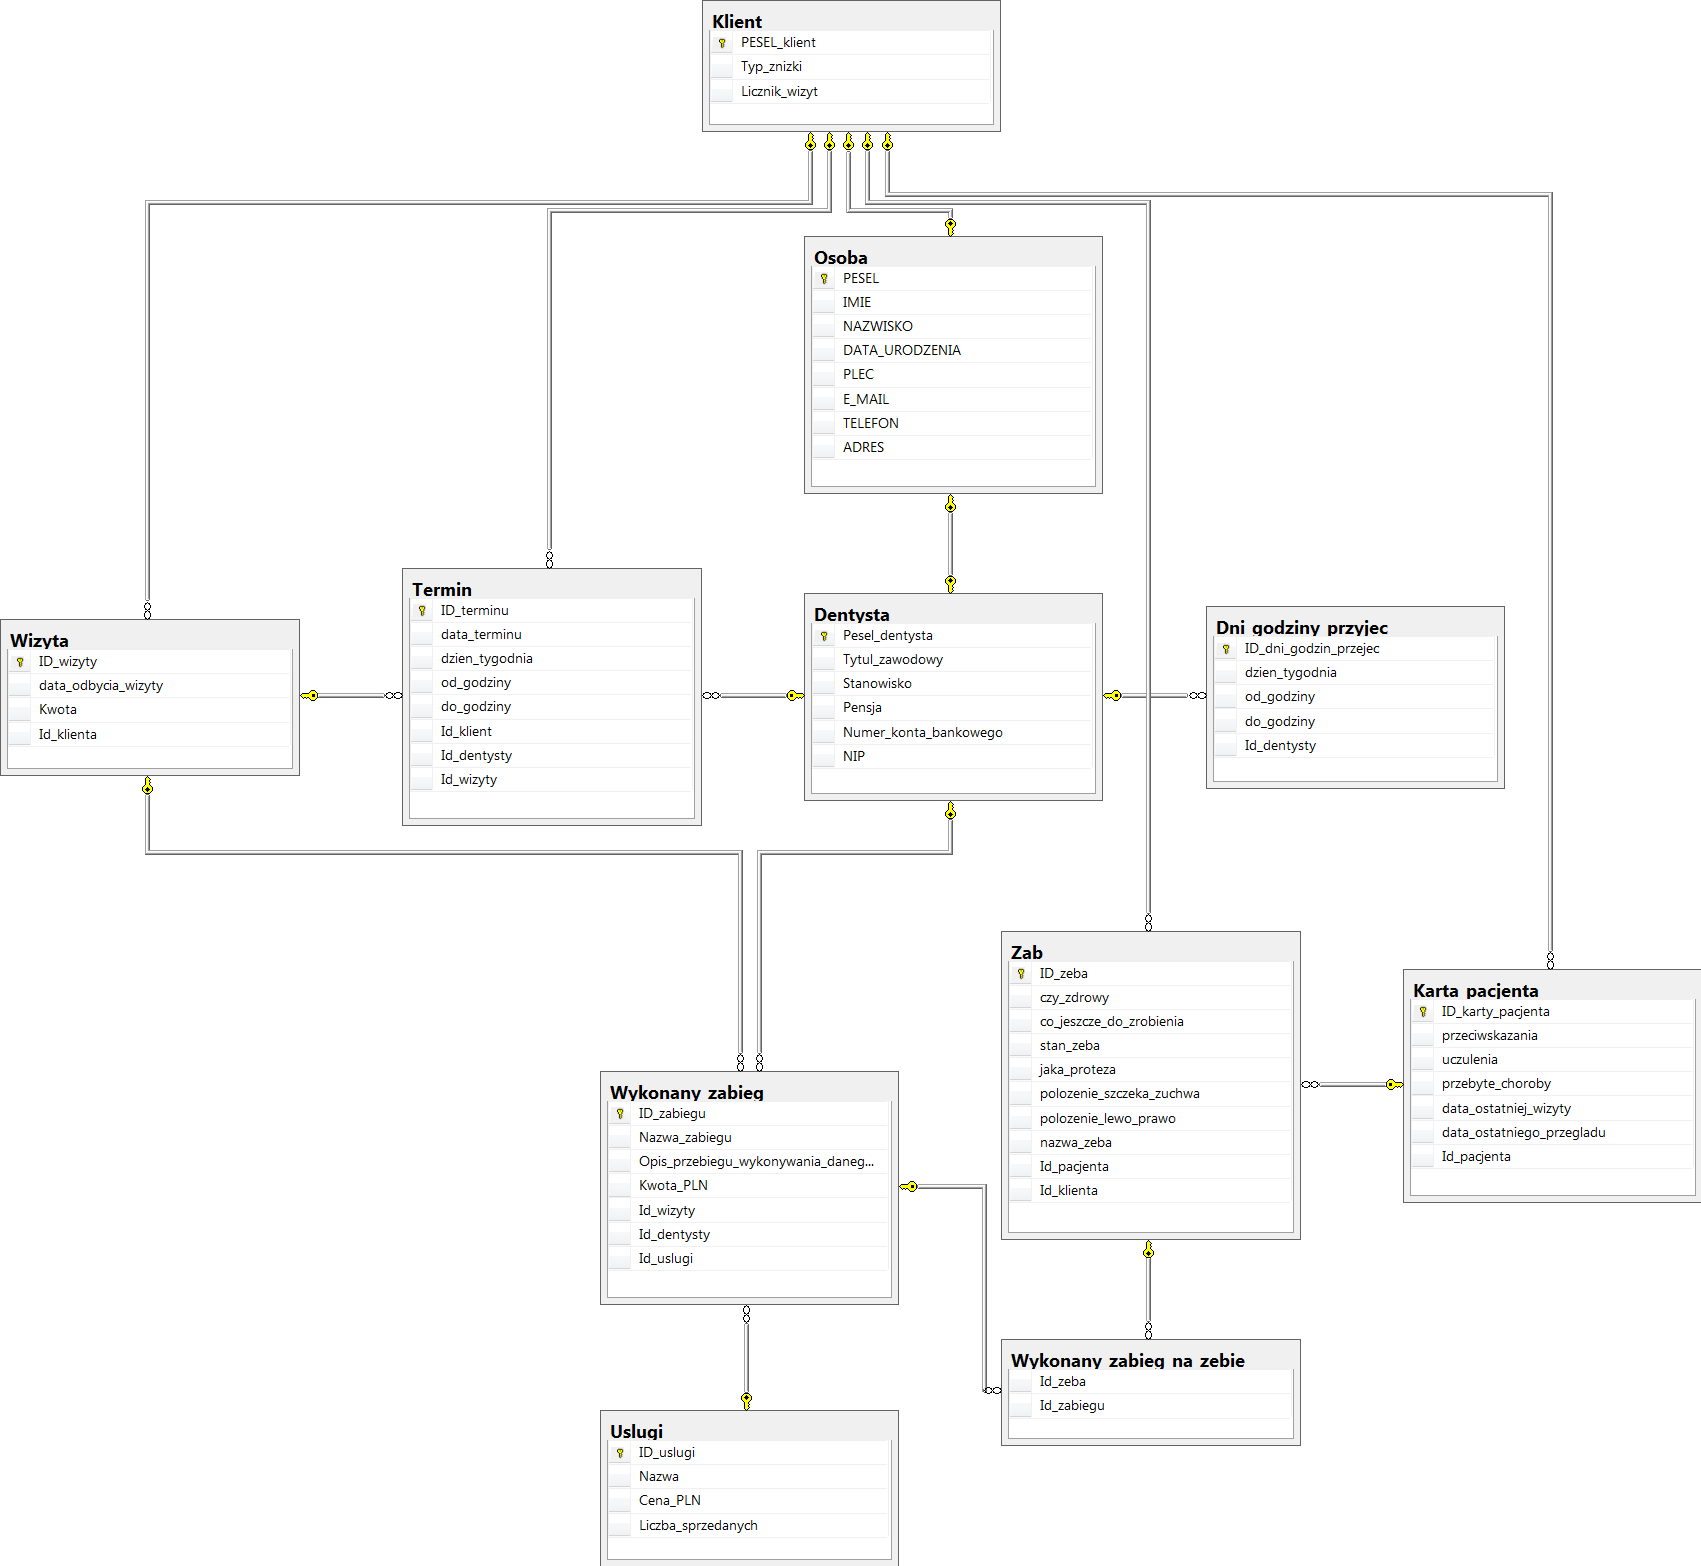 Klient
PESEL_klient
Typ_znizki
Licznik_wizyt
Osoba
PESEL
IMIE
NAZWISKO
DATA_URODZENIA
PLEC
E_MAIL
TELEFON
ADRES
Termin
ID_terminu
data_terminu
dzien_tygodnia
od_godziny
do_godziny
Id_klient
Id_dentysty
Id_wizyty
Dentysta
Pesel_dentysta
Tytul_zawodowy
Stanowisko
Pensja
Numer_konta_bankowego
NIP
Dni_godziny_przyjec
ID_dni_godzin_przejec
dzien_tygodnia
od_godziny
do_godziny
Id_dentysty
Wizyta
ID_wizyty
data_odbycia_wizyty
Kwota
Id_klienta
Zab
ID_zeba
czy_zdrowy
co_jeszcze_do_zrobienia
stan_zeba
jaka_proteza
polozenie_szczeka_zuchwa
polozenie_lewo_prawo
nazwa_zeba
Id_pacjenta
Id_klienta
Karta_pacjenta
ID_karty_pacjenta
przeciwskazania
uczulenia
przebyte_choroby
data_ostatniej_wizyty
data_ostatniego_przegladu
Id_pacjenta
Wykonany_zabieg
ID_zabiegu
Nazwa_zabiegu
Opis_przebiegu_wykonywania_daneg...
Kwota_PLN
Id_wizyty
Id_dentysty
Id_uslugi
Wykonany_zabieg_na_zebie
Id_zeba
Id_zabiegu
Uslugi
ID_uslugi
Nazwa
Cena_PLN
Liczba_sprzedanych